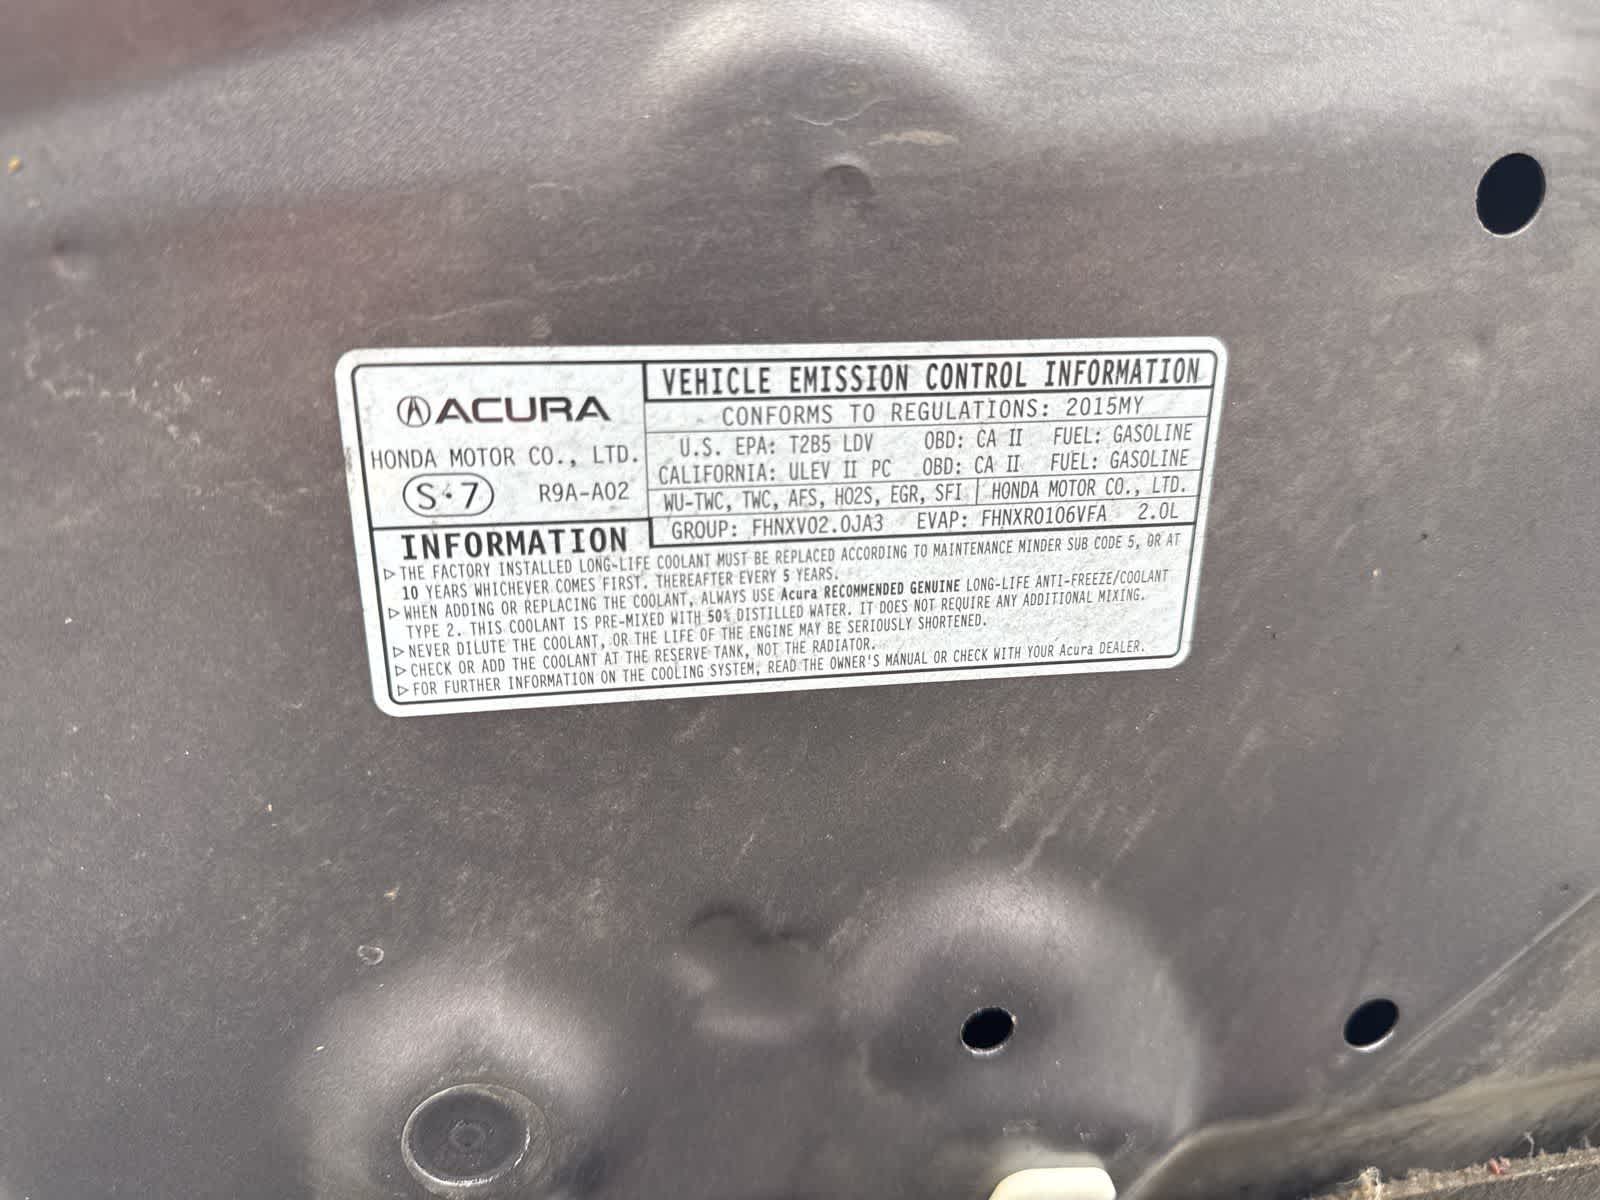 ACURA
HONDA MOTOR CO., LTD.
S·7 R9A-A02
VEHICLE EMISSION CONTROL INFORMATION
CONFORMS TO REGULATIONS: 2015MY
U.S. EPA: T2B5 LDV OBD: CA II FUEL: GASOLINE
CALIFORNIA: ULEV II PC OBD: CA II FUEL: GASOLINE
WU-TWC, TWC, AFS, HO2S, EGR, SFI HONDA MOTOR CO., LTD.
GROUP: FHNXV02.0JA3 EVAP: FHNXR0106VFA 2.0L
INFORMATION
▷ THE FACTORY INSTALLED LONG-LIFE COOLANT MUST BE REPLACED ACCORDING TO MAINTENANCE MINDER SUB CODE 5, OR AT
10 YEARS WHICHEVER COMES FIRST. THEREAFTER EVERY 5 YEARS.
▷ WHEN ADDING OR REPLACING THE COOLANT, ALWAYS USE Acura RECOMMENDED GENUINE LONG-LIFE ANTI-FREEZE/COOLANT
TYPE 2. THIS COOLANT IS PRE-MIXED WITH 50% DISTILLED WATER. IT DOES NOT REQUIRE ANY ADDITIONAL MIXING.
▷ NEVER DILUTE THE COOLANT, OR THE LIFE OF THE ENGINE MAY BE SERIOUSLY SHORTENED.
▷ CHECK OR ADD THE COOLANT AT THE RESERVE TANK, NOT THE RADIATOR.
▷ FOR FURTHER INFORMATION ON THE COOLING SYSTEM, READ THE OWNER'S MANUAL OR CHECK WITH YOUR Acura DEALER.